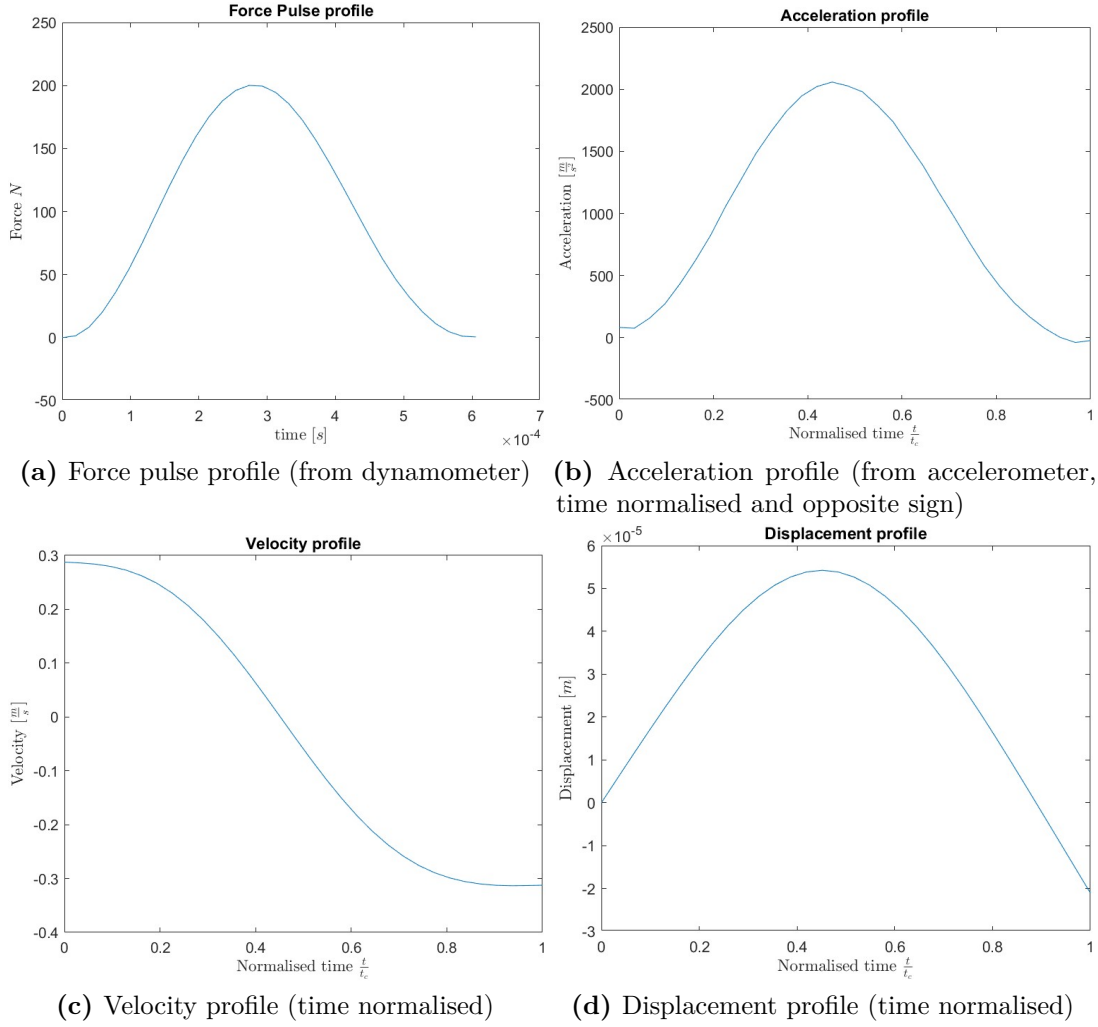 Force Pulse profile
250
200
150
100
50
0
-50
Force N
0 1 2 3 4 5 6 7
time [s]
×10-4
Acceleration profile
2500
2000
1500
1000
500
0
-500
Acceleration [m/s²]
0 0.2 0.4 0.6 0.8 1
Normalised time t/tc
(a) Force pulse profile (from dynamometer)
(b) Acceleration profile (from accelerometer,
time normalised and opposite sign)
Velocity profile
0.3
0.2
0.1
0
-0.1
-0.2
-0.3
-0.4
Velocity [m/s]
0 0.2 0.4 0.6 0.8 1
Normalised time t/tc
×10-5
Displacement profile
6
5
4
3
2
1
0
-1
-2
-3
Displacement [m]
0 0.2 0.4 0.6 0.8 1
Normalised time t/tc
(c) Velocity profile (time normalised)
(d) Displacement profile (time normalised)